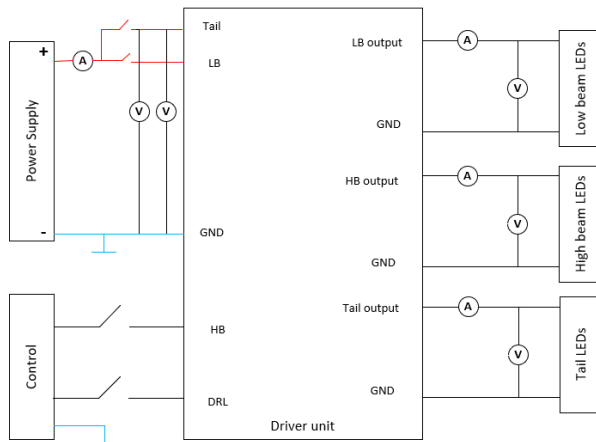 +
Tail
LB output
A
A
LB
V
V
V
Power Supply
Low beam LEDs
GND
HB output
A
-
GND
V
High beam LEDs
GND
Tail output
A
HB
V
Control
Tail LEDs
DRL
GND
Driver unit